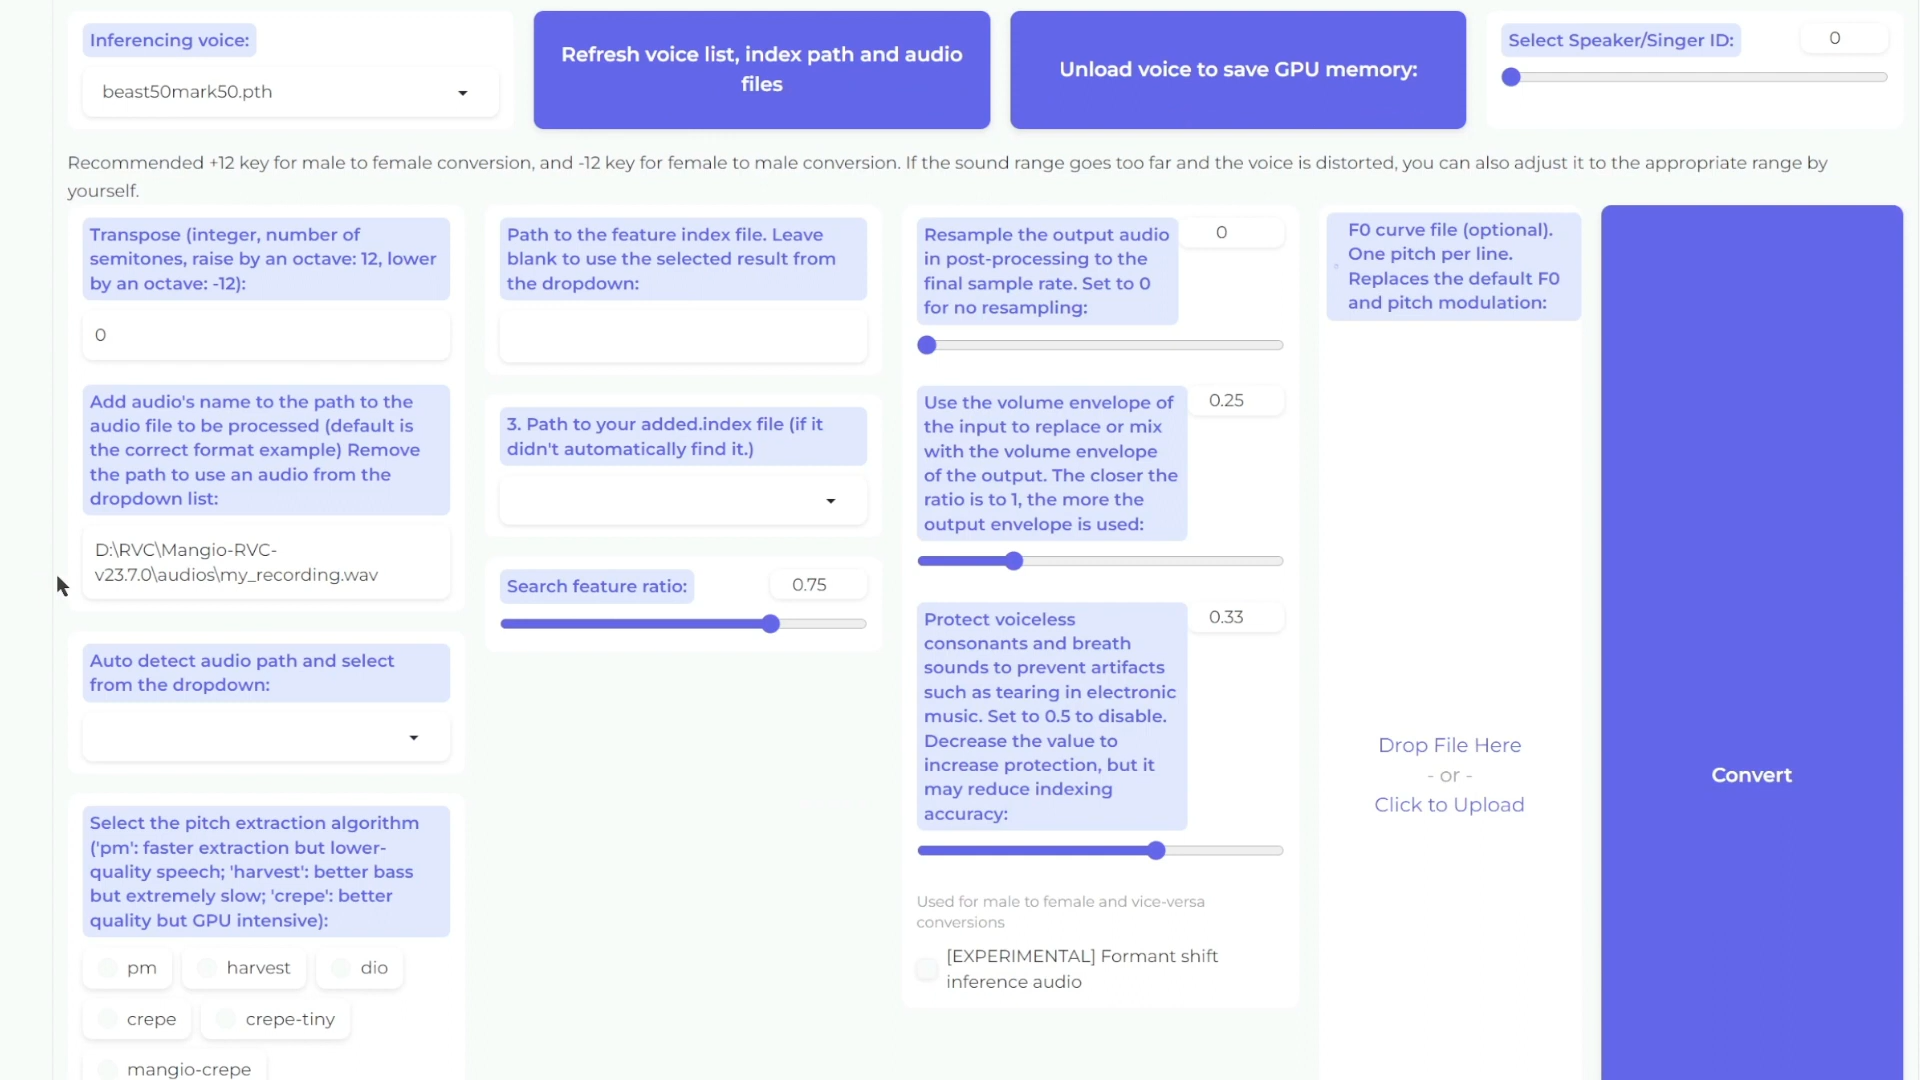 Inferencing voice:
beast50mark50.pth
Refresh voice list, index path and audio
files
Unload voice to save GPU memory:
Select Speaker/Singer ID:
0
Recommended +12 key for male to female conversion, and -12 key for female to male conversion. If the sound range goes too far and the voice is distorted, you can also adjust it to the appropriate range by
yourself.
Transpose (integer, number of
semitones, raise by an octave: 12, lower
by an octave: -12):
0
Add audio's name to the path to the
audio file to be processed (default is
the correct format example) Remove
the path to use an audio from the
dropdown list:
D:\RVC\Mangio-RVC-
v23.7.0\audios\my_recording.wav
Auto detect audio path and select
from the dropdown:
Select the pitch extraction algorithm
('pm': faster extraction but lower-
quality speech; 'harvest': better bass
but extremely slow; 'crepe': better
quality but GPU intensive):
pm
harvest
dio
crepe
crepe-tiny
mangio-crepe
Path to the feature index file. Leave
blank to use the selected result from
the dropdown:
3. Path to your added.index file (if it
didn't automatically find it.)
Search feature ratio:
0.75
Resample the output audio
in post-processing to the
final sample rate. Set to 0
for no resampling:
0
Use the volume envelope of
the input to replace or mix
with the volume envelope
of the output. The closer the
ratio is to 1, the more the
output envelope is used:
0.25
Protect voiceless
consonants and breath
sounds to prevent artifacts
such as tearing in electronic
music. Set to 0.5 to disable.
Decrease the value to
increase protection, but it
may reduce indexing
accuracy:
0.33
Used for male to female and vice-versa
conversions
[EXPERIMENTAL] Formant shift
inference audio
F0 curve file (optional).
One pitch per line.
Replaces the default F0
and pitch modulation:
Drop File Here
- or -
Click to Upload
Convert